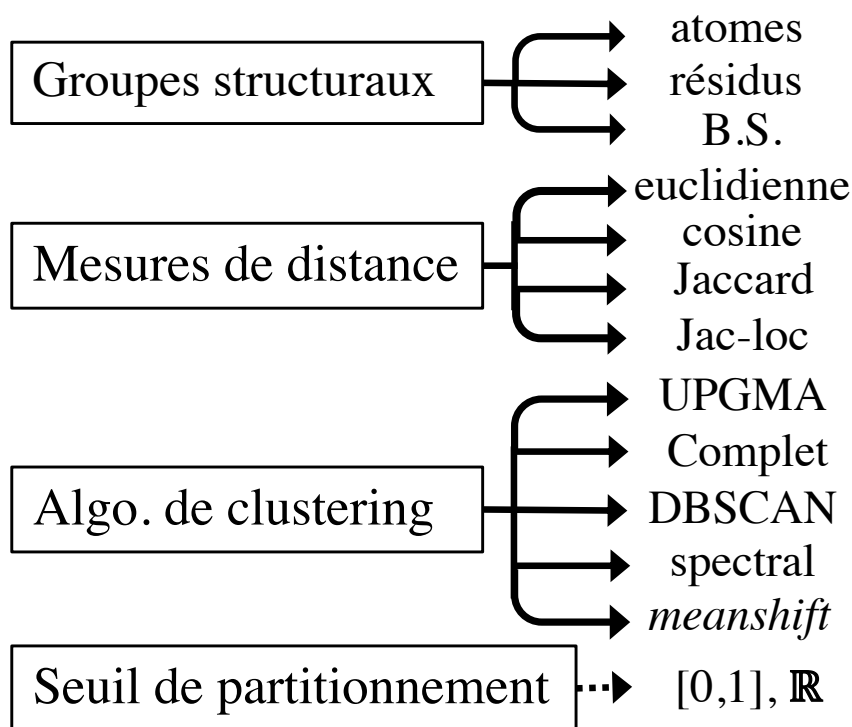 Groupes structuraux
atomes
résidus
B.S.
Mesures de distance
euclidienne
cosine
Jaccard
Jac-loc
Algo. de clustering
UPGMA
Complet
DBSCAN
spectral
meanshift
Seuil de partitionnement
[0,1], ℝ